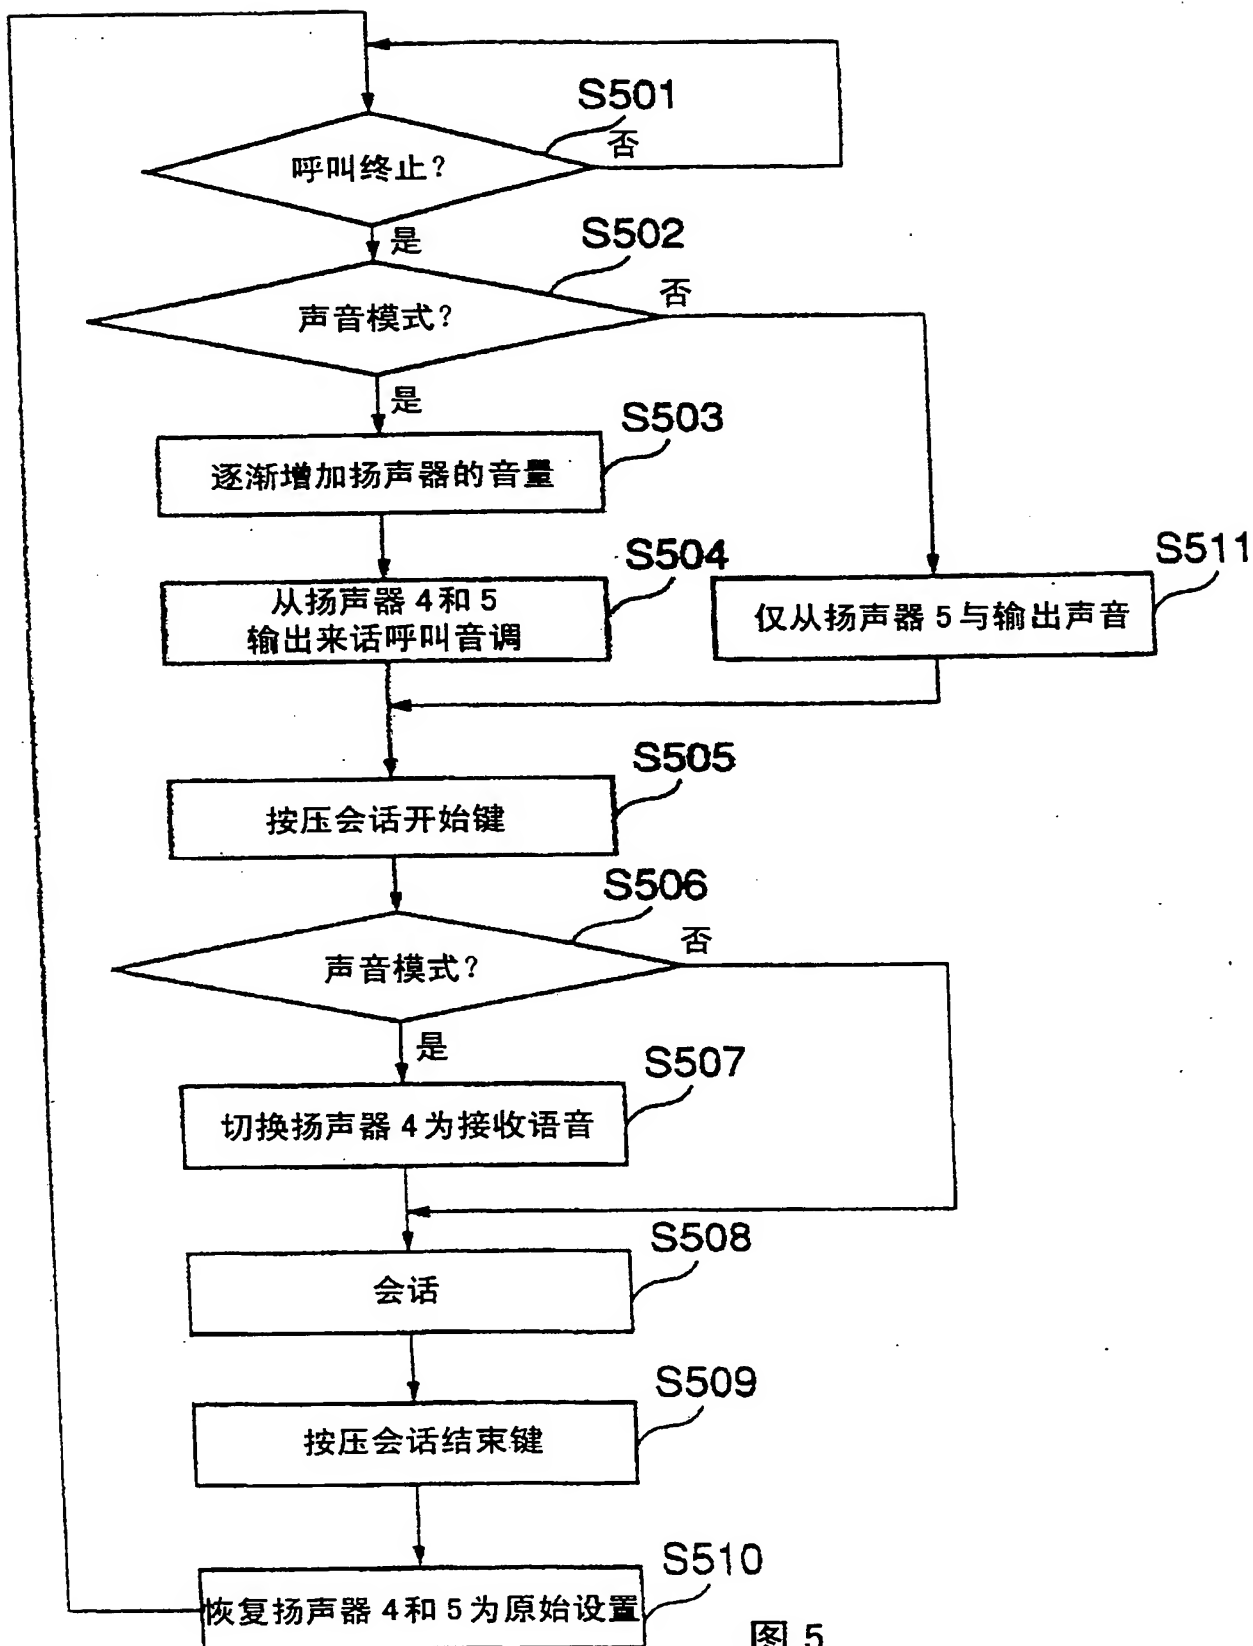 S501
呼叫终止?
否
是
S502
声音模式?
否
是
S503
逐渐增加扬声器的音量
S504
从扬声器4和5
输出来话呼叫音调
S511
仅从扬声器5与输出声音
S505
按压会话开始键
S506
声音模式?
否
是
S507
切换扬声器4为接收语音
S508
会话
S509
按压会话结束键
S510
恢复扬声器4和5为原始设置
图5